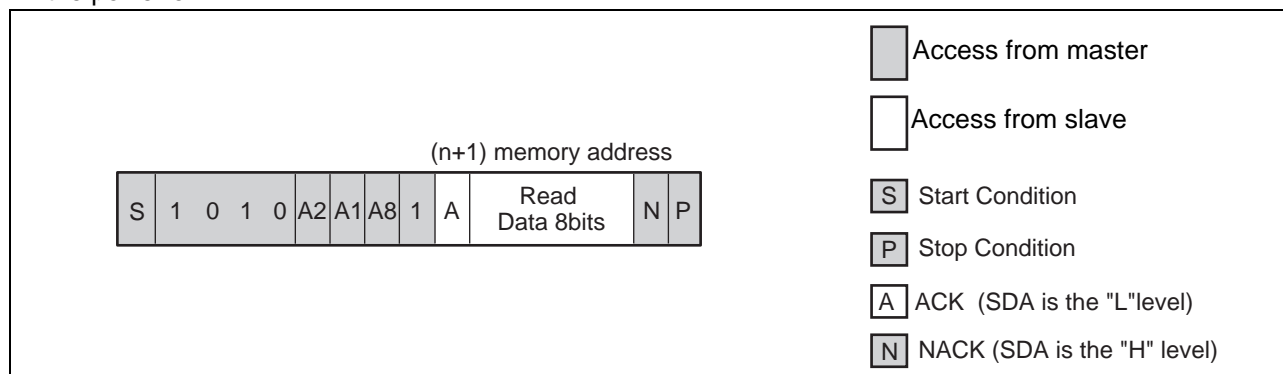 (n+1) memory address
S 1 0 1 0 A2 A1 A8 1 A Read Data 8bits N P
Access from master
Access from slave
S Start Condition
P Stop Condition
A ACK (SDA is the "L"level)
N NACK (SDA is the "H" level)